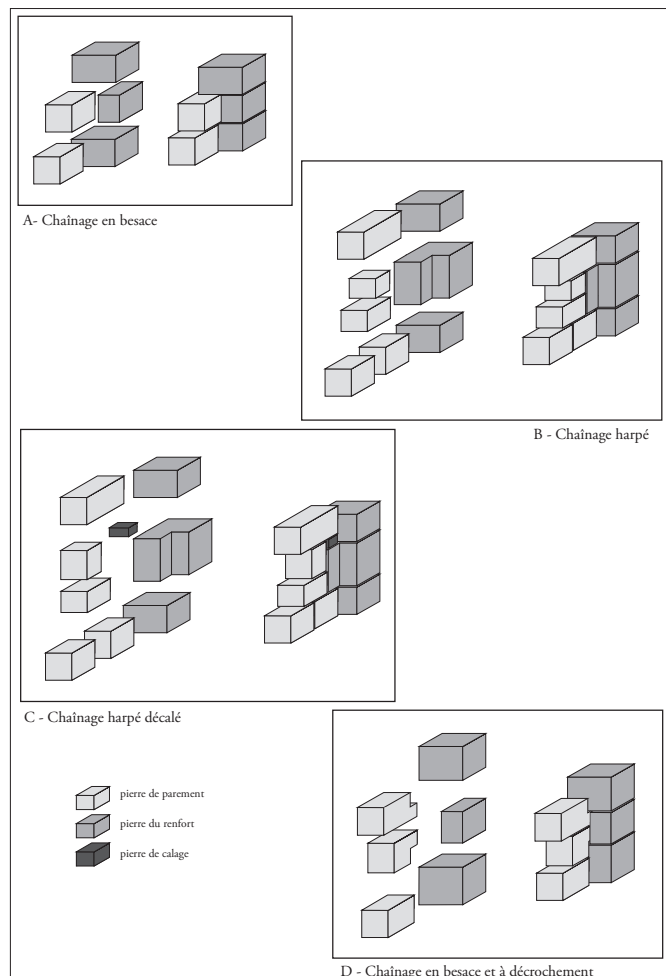 A- Chaînage en besace
B - Chaînage harpé
C - Chaînage harpé décalé
pierre de parement
pierre du renfort
pierre de calage
D - Chaînage en besace et à décrochement